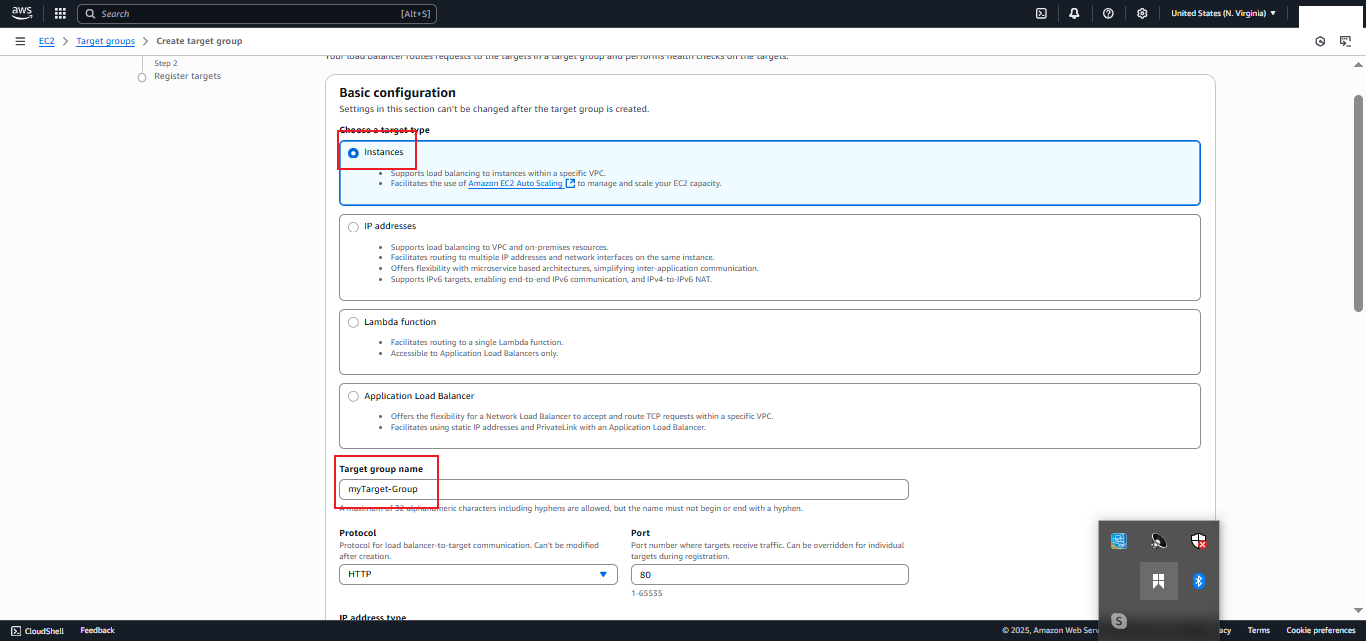 aws
Search
[Alt+S]
United States (N. Virginia)
EC2
Target groups
Create target group
Step 2
Register targets
Your load balancer routes requests to the targets in a target group and performs health checks on the targets.
Basic configuration
Settings in this section can't be changed after the target group is created.
Choose a target type
Instances
Supports load balancing to instances within a specific VPC.
Facilitates the use of Amazon EC2 Auto Scaling to manage and scale your EC2 capacity.
IP addresses
Supports load balancing to VPC and on-premises resources.
Facilitates routing to multiple IP addresses and network interfaces on the same instance.
Offers flexibility with microservice based architectures, simplifying inter-application communication.
Supports IPv6 targets, enabling end-to-end IPv6 communication, and IPv4-to-IPv6 NAT.
Lambda function
Facilitates routing to a single Lambda function.
Accessible to Application Load Balancers only.
Application Load Balancer
Offers the flexibility for a Network Load Balancer to accept and route TCP requests within a specific VPC.
Facilitates using static IP addresses and PrivateLink with an Application Load Balancer.
Target group name
myTarget-Group
A maximum of 32 alphanumeric characters including hyphens are allowed, but the name must not begin or end with a hyphen.
Protocol
Protocol for load balancer-to-target communication. Can't be modified
after creation.
HTTP
Port
Port number where targets receive traffic. Can be overridden for individual
targets during registration.
80
1-65535
IP address type
S
CloudShell
Feedback
© 2025, Amazon Web Serv
acy
Terms
Cookie preferences